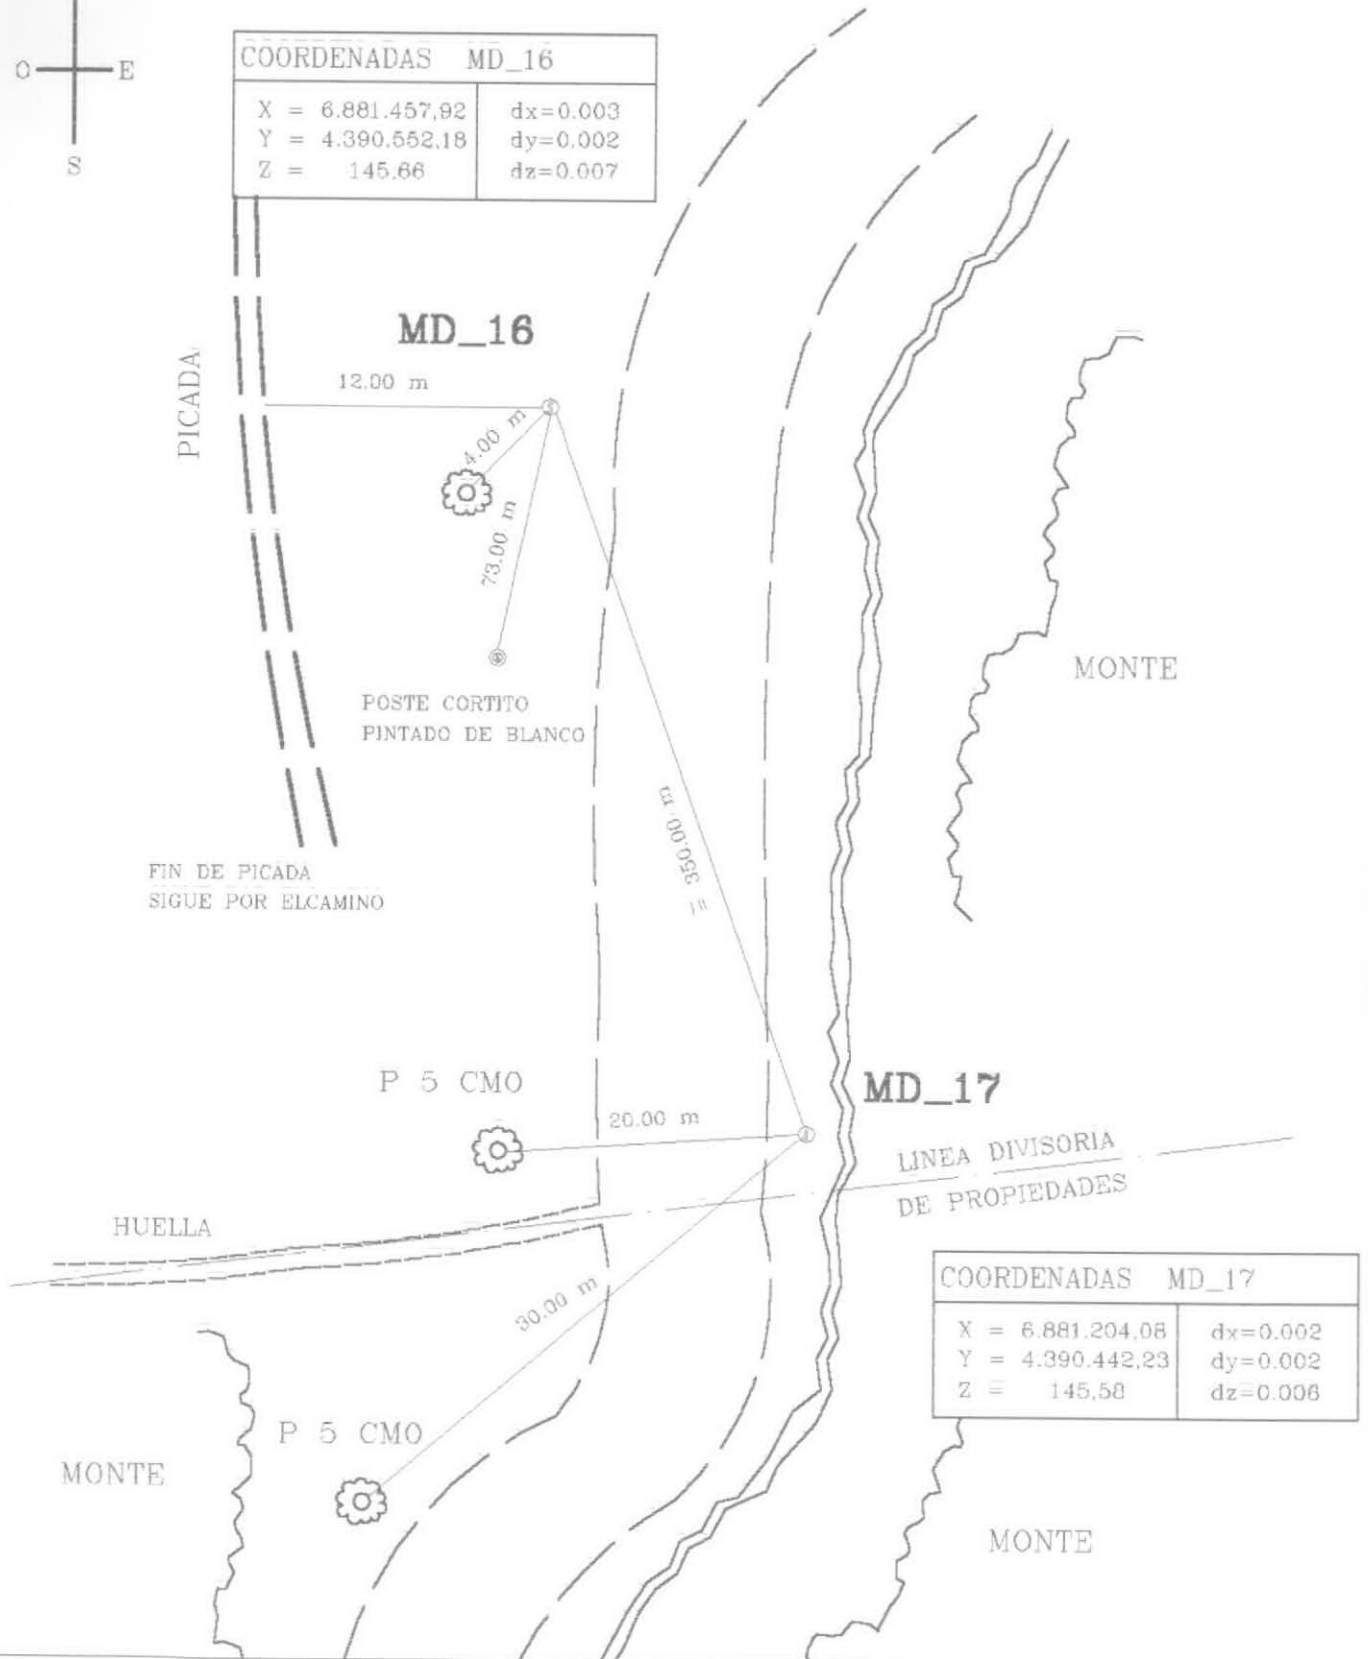 O E
S
COORDENADAS MD_16
X = 6.881.457,92 dx=0.003
Y = 4.390.552,18 dy=0.002
Z = 145,66 dz=0.007
MD_16
PICADA
12.00 m
4.00 m
73.00 m
POSTE CORTITO
PINTADO DE BLANCO
MONTE
= 350.00 m
FIN DE PICADA
SIGUE POR ELCAMINO
P 5 CMO
MD_17
20.00 m
LINEA DIVISORIA
DE PROPIEDADES
HUELLA
COORDENADAS MD_17
X = 6.881.204,08 dx=0.002
Y = 4.390.442,23 dy=0.002
Z = 145,58 dz=0.006
30.00 m
P 5 CMO
MONTE
MONTE